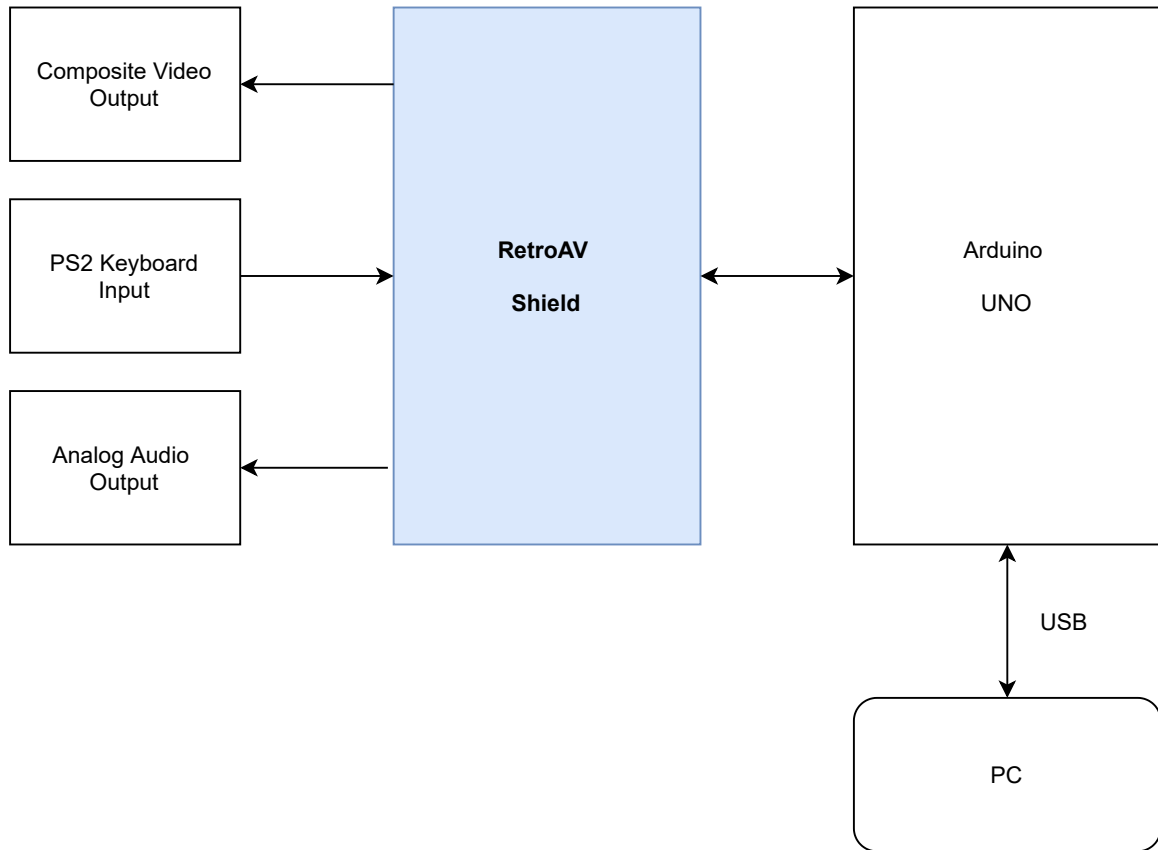 Composite Video
Output
PS2 Keyboard
Input
Analog Audio
Output
RetroAV
Shield
Arduino
UNO
USB
PC